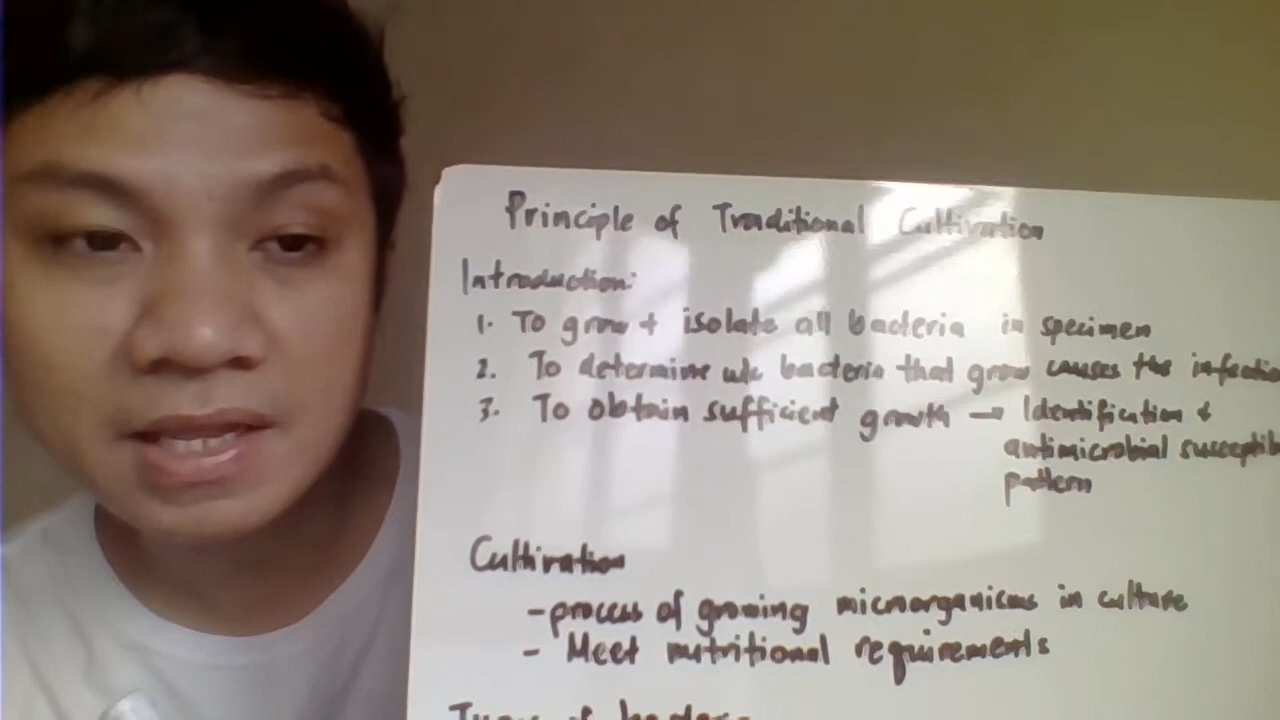 Principle of Traditional Cultivation
Introduction:
1. To grow + isolate all bacteria in specimen
2. To determine w/c bacteria that grow causes the infectio
3. To obtain sufficient growth → Identification +
antimicrobial susceptib
pattern
Cultivation
- process of growing microorganisms in culture
- Meet nutritional requirements
Types of